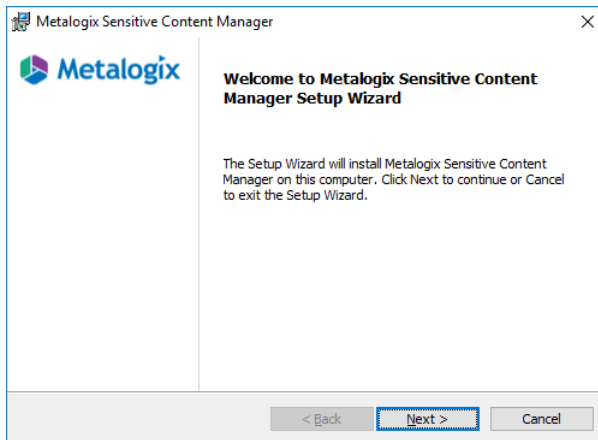 Metalogix Sensitive Content Manager
Metalogix
Welcome to Metalogix Sensitive Content
Manager Setup Wizard
The Setup Wizard will install Metalogix Sensitive Content
Manager on this computer. Click Next to continue or Cancel
to exit the Setup Wizard.
< Back
Next >
Cancel